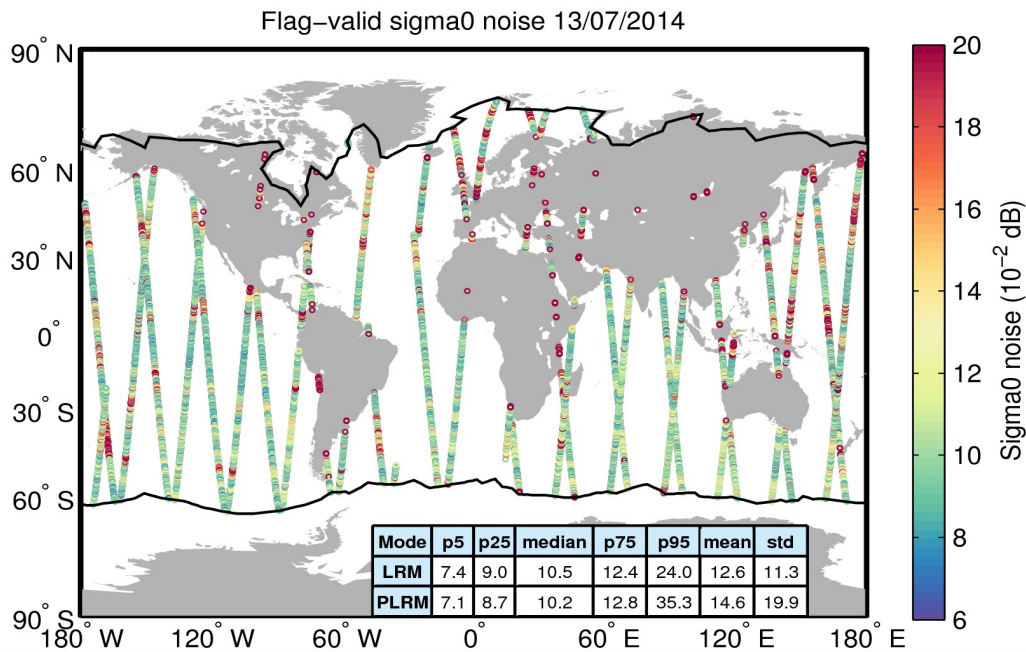 Flag−valid sigma0 noise 13/07/2014
90° N
60° N
30° N
0°
30° S
60° S
90° S
180° W
120° W
60° W
0°
60° E
120° E
180° E
Mode p5 p25 median p75 p95 mean std
LRM 7.4 9.0 10.5 12.4 24.0 12.6 11.3
PLRM 7.1 8.7 10.2 12.8 35.3 14.6 19.9
20
18
16
14
12
10
8
6
Sigma0 noise (10⁻² dB)